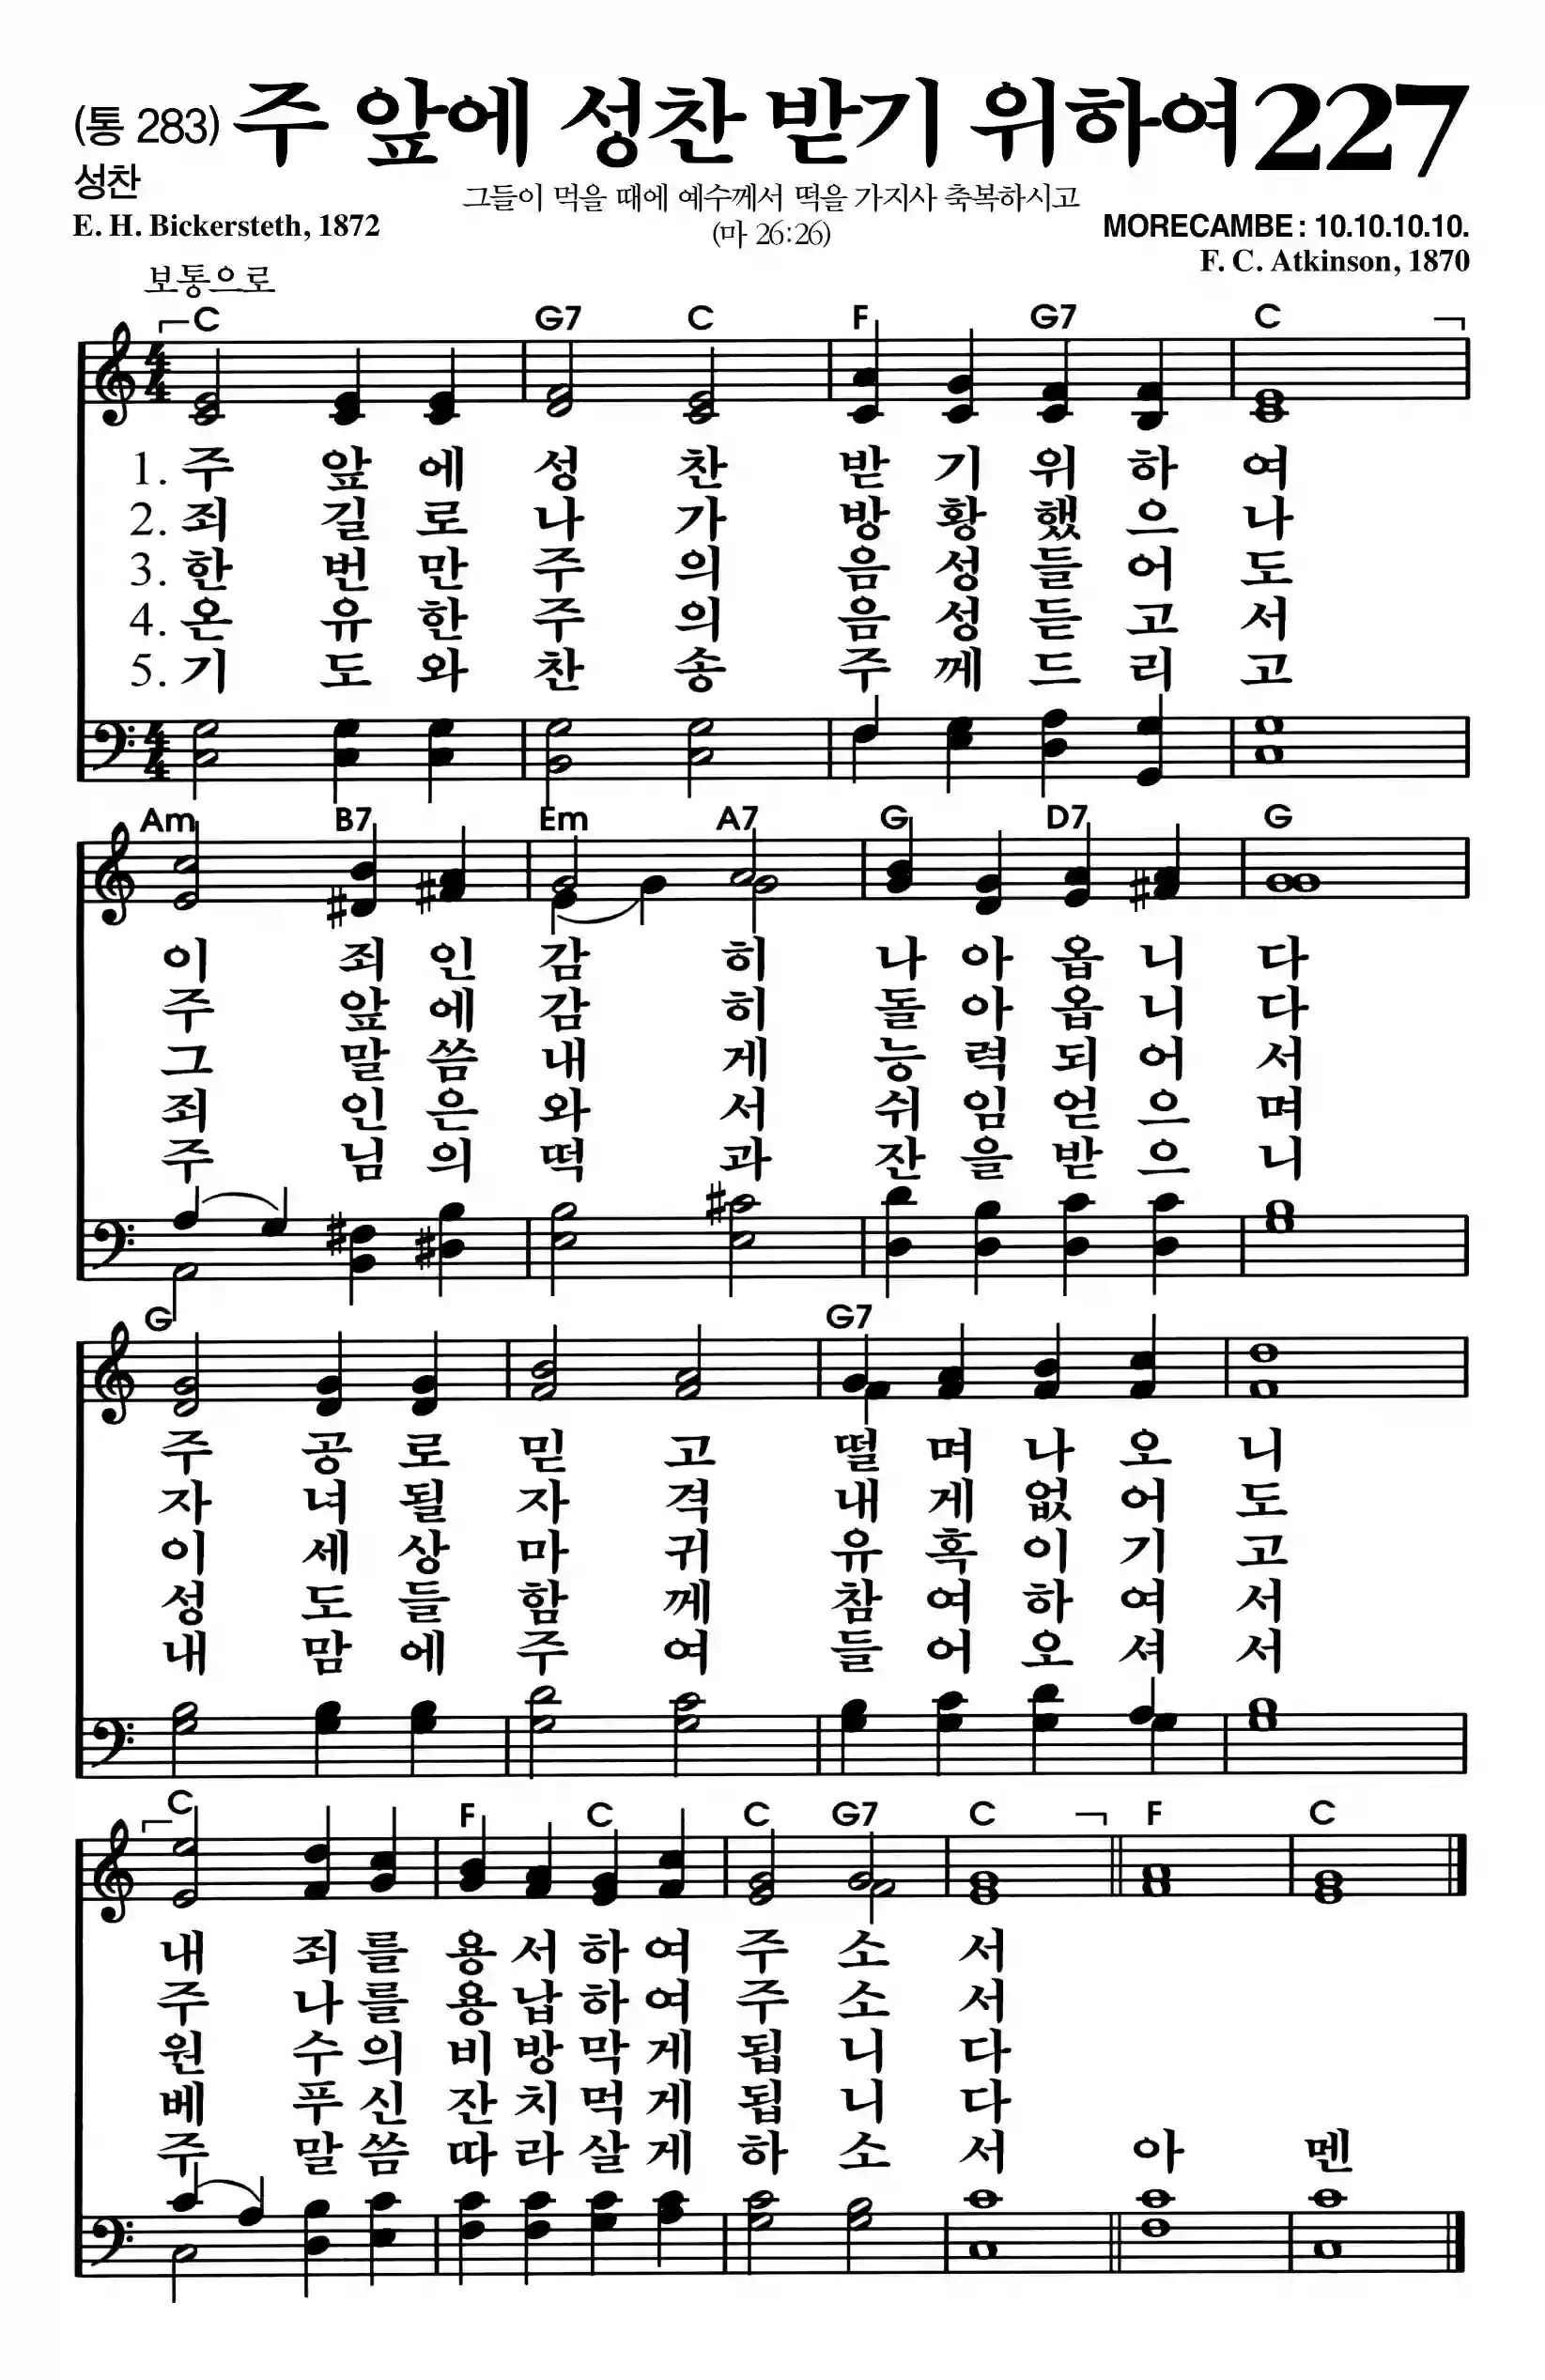 (통 283) 주 앞에 성찬 받기 위하여 227
성찬
그들이 먹을 때에 예수께서 떡을 가지사 축복하시고
(마 26:26)
E. H. Bickersteth, 1872
MORECAMBE : 10.10.10.10.
F. C. Atkinson, 1870
보통으로
C G7 C F G7 C
1. 주 앞 에 성 찬 받 기 위 하 여
2. 죄 길 로 나 가 방 황 했 으 나
3. 한 번 만 주 의 음 성 들 어 도
4. 온 유 한 주 의 음 성 듣 고 서
5. 기 도 와 찬 송 주 께 드 리 고
Am B7 Em A7 G D7 G
이 죄 인 감 히 나 아 옵 니 다
주 앞 에 감 히 돌 아 옵 니 다
그 말 씀 내 게 능 력 되 어 서
죄 인 은 와 서 쉬 임 얻 으 며
주 님 의 떡 과 잔 을 받 으 니
G G7
주 공 로 믿 고 떨 며 나 오 니
자 녀 될 자 격 내 게 없 어 도
이 세 상 마 귀 유 혹 이 기 고
성 도 들 함 께 참 여 하 여 서
내 맘 에 주 여 들 어 오 셔 서
C F C C G7 C F C
내 죄 를 용 서 하 여 주 소 서
주 나 를 용 납 하 여 주 소 서
원 수 의 비 방 막 게 됩 니 다
베 푸 신 잔 치 먹 게 됩 니 다
주 말 씀 따 라 살 게 하 소 서 아 멘